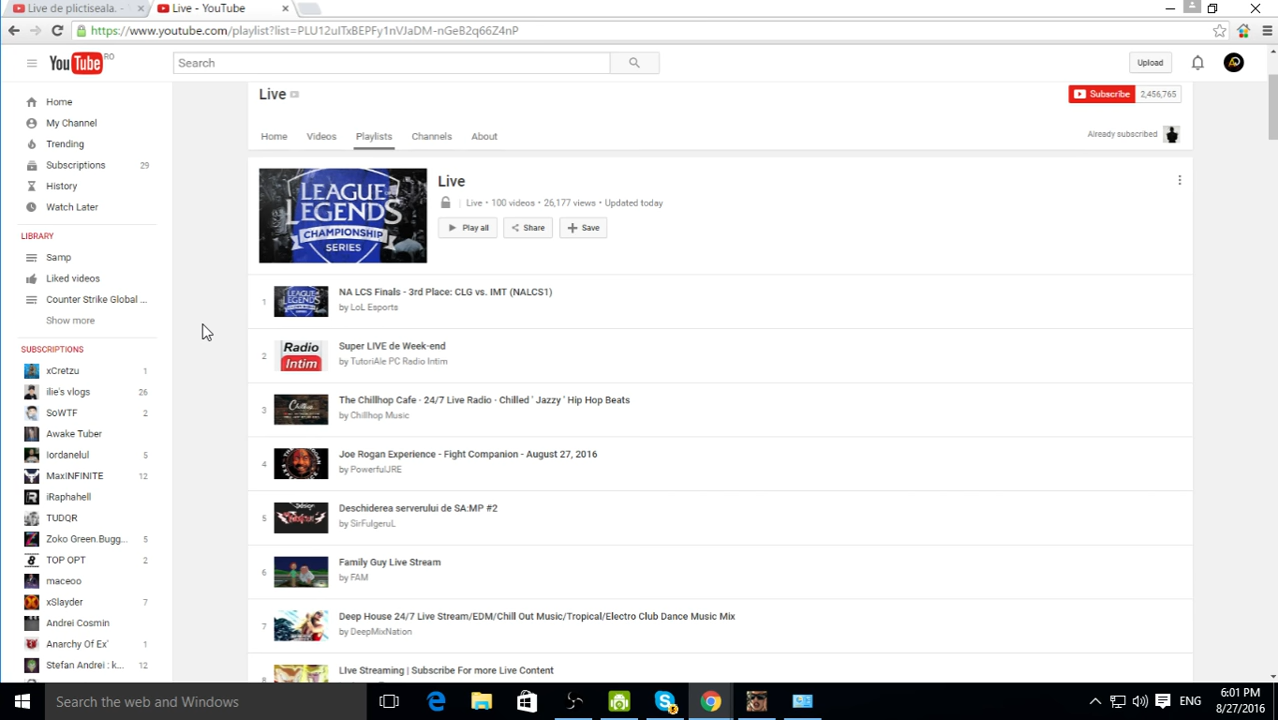 Live de plictiseala. -
Live - YouTube
https://www.youtube.com/playlist?list=PLU12uITxBEPFy1nVJaDM-nGeB2q66Z4nP
YouTube RO
Search
Upload
Home
My Channel
Trending
Subscriptions 29
History
Watch Later
LIBRARY
Samp
Liked videos
Counter Strike Global ...
Show more
SUBSCRIPTIONS
xCretzu 1
ilie's vlogs 26
SoWTF 2
Awake Tuber
Iordanelul 5
MaxINFINITE 12
iRaphahell
TUDQR
Zoko Green.Bugg... 5
TOP OPT 2
maceoo
xSlayder 7
Andrei Cosmin
Anarchy Of Ex' 1
Stefan Andrei : k... 12
Live
Subscribe 2,456,765
Home Videos Playlists Channels About
Already subscribed
LEAGUE
LEGENDS
CHAMPIONSHIP
SERIES
Live
Live • 100 videos • 26,177 views • Updated today
Play all Share Save
1
NA LCS Finals - 3rd Place: CLG vs. IMT (NALCS1)
by LoL Esports
2
Radio
Intim
Super LIVE de Week-end
by TutoriAle PC Radio Intim
3
The Chillhop Cafe · 24/7 Live Radio · Chilled ' Jazzy ' Hip Hop Beats
by Chillhop Music
4
Joe Rogan Experience - Fight Companion - August 27, 2016
by PowerfulJRE
5
Deschiderea serverului de SA:MP #2
by SirFulgeruL
6
Family Guy Live Stream
by FAM
7
Deep House 24/7 Live Stream/EDM/Chill Out Music/Tropical/Electro Club Dance Music Mix
by DeepMixNation
8
LIve Streaming | Subscribe For more Live Content
Search the web and Windows
ENG
6:01 PM
8/27/2016